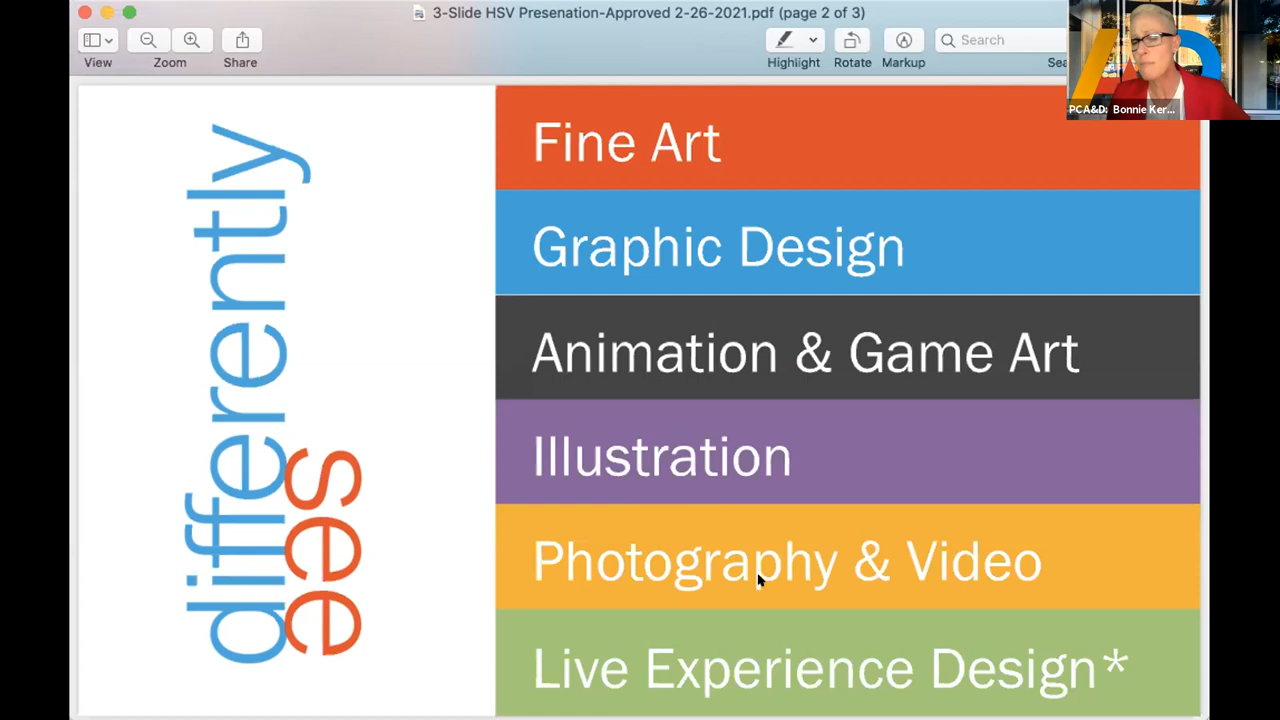 3-Slide HSV Presenation-Approved 2-26-2021.pdf (page 2 of 3)
View
Zoom
Share
Highlight
Rotate
Markup
Search
Sea
PCA&D: Bonnie Ker...
see
differently
Fine Art
Graphic Design
Animation & Game Art
Illustration
Photography & Video
Live Experience Design*